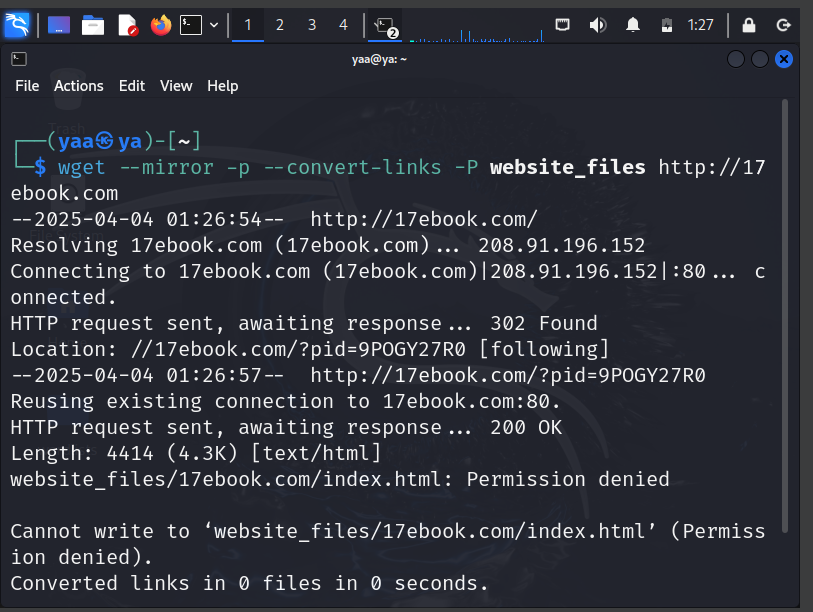 1 2 3 4 2 1:27
yaa@ya: ~
File Actions Edit View Help
Trash
┌──(yaa㉿ya)-[~]
└─$ wget --mirror -p --convert-links -P website_files http://17
ebook.com
--2025-04-04 01:26:54-- http://17ebook.com/
Resolving 17ebook.com (17ebook.com)... 208.91.196.152
Connecting to 17ebook.com (17ebook.com)|208.91.196.152|:80... c
onnected.
HTTP request sent, awaiting response... 302 Found
Location: //17ebook.com/?pid=9POGY27R0 [following]
--2025-04-04 01:26:57-- http://17ebook.com/?pid=9POGY27R0
Reusing existing connection to 17ebook.com:80.
HTTP request sent, awaiting response... 200 OK
Length: 4414 (4.3K) [text/html]
website_files/17ebook.com/index.html: Permission denied
Cannot write to ‘website_files/17ebook.com/index.html’ (Permiss
ion denied).
Converted links in 0 files in 0 seconds.